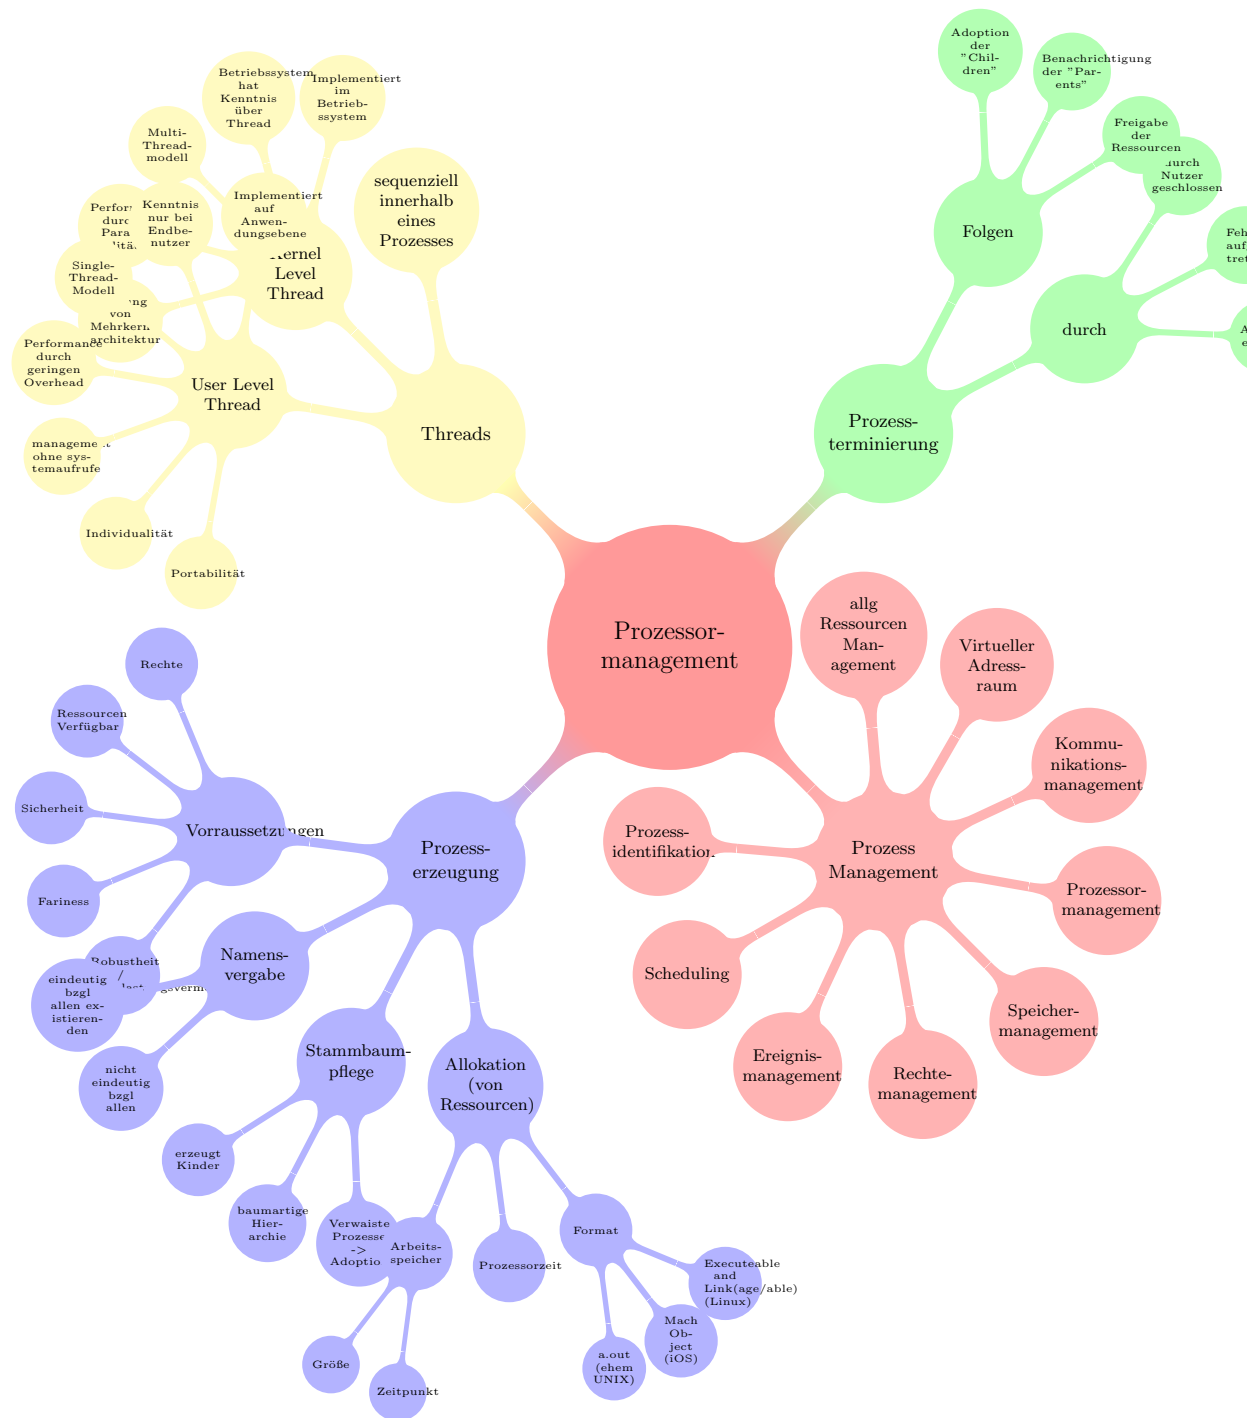 Adoption
der
"Chil-
dren"
Benachrichtigung
der "Par-
ents"
Freigabe
der
Ressourcen
Nutzer
geschlossen
Folgen
durch
Prozess-
terminierung
Betriebssystem
hat
Kenntnis
über
Thread
Implementiert
im
Betrieb-
ssystem
Multi-
Thread-
modell
sequenziell
innerhalb
eines
Prozesses
Implementiert
auf
Anwen-
dungsebene
Kenntnis
nur bei
Endbe-
nutzer
Level
Thread
Single-
Thread-
Modell
von
architektur
Performance
durch
geringen
Overhead
User Level
Thread
Threads
ohne sys-
temaufrufe
Individualität
Portabilität
Prozessor-
management
allg
Ressourcen
Man-
agement
Virtueller
Adress-
raum
Kommu-
nikations-
management
Prozess-
identifikation
Prozess
Management
Prozessor-
management
Scheduling
Speicher-
management
Ereignis-
management
Rechte-
management
Rechte
Ressourcen
Verfügbar
Sicherheit
Vorraussetzungen
Prozess-
erzeugung
Fariness
Robustheit
/
Namens-
vergabe
eindeutig
bzgl
allen ex-
istieren-
den
nicht
eindeutig
bzgl
allen
Stammbaum-
pflege
Allokation
(von
Ressourcen)
erzeugt
Kinder
baumartige
Hier-
archie
Verwaiste
Prozesse
->
Adoption
Arbeits-
speicher
Prozessorzeit
Format
Executeable
and
Link(age/able)
(Linux)
Mach
Ob-
ject
(iOS)
a.out
(ehem
UNIX)
Größe
Zeitpunkt